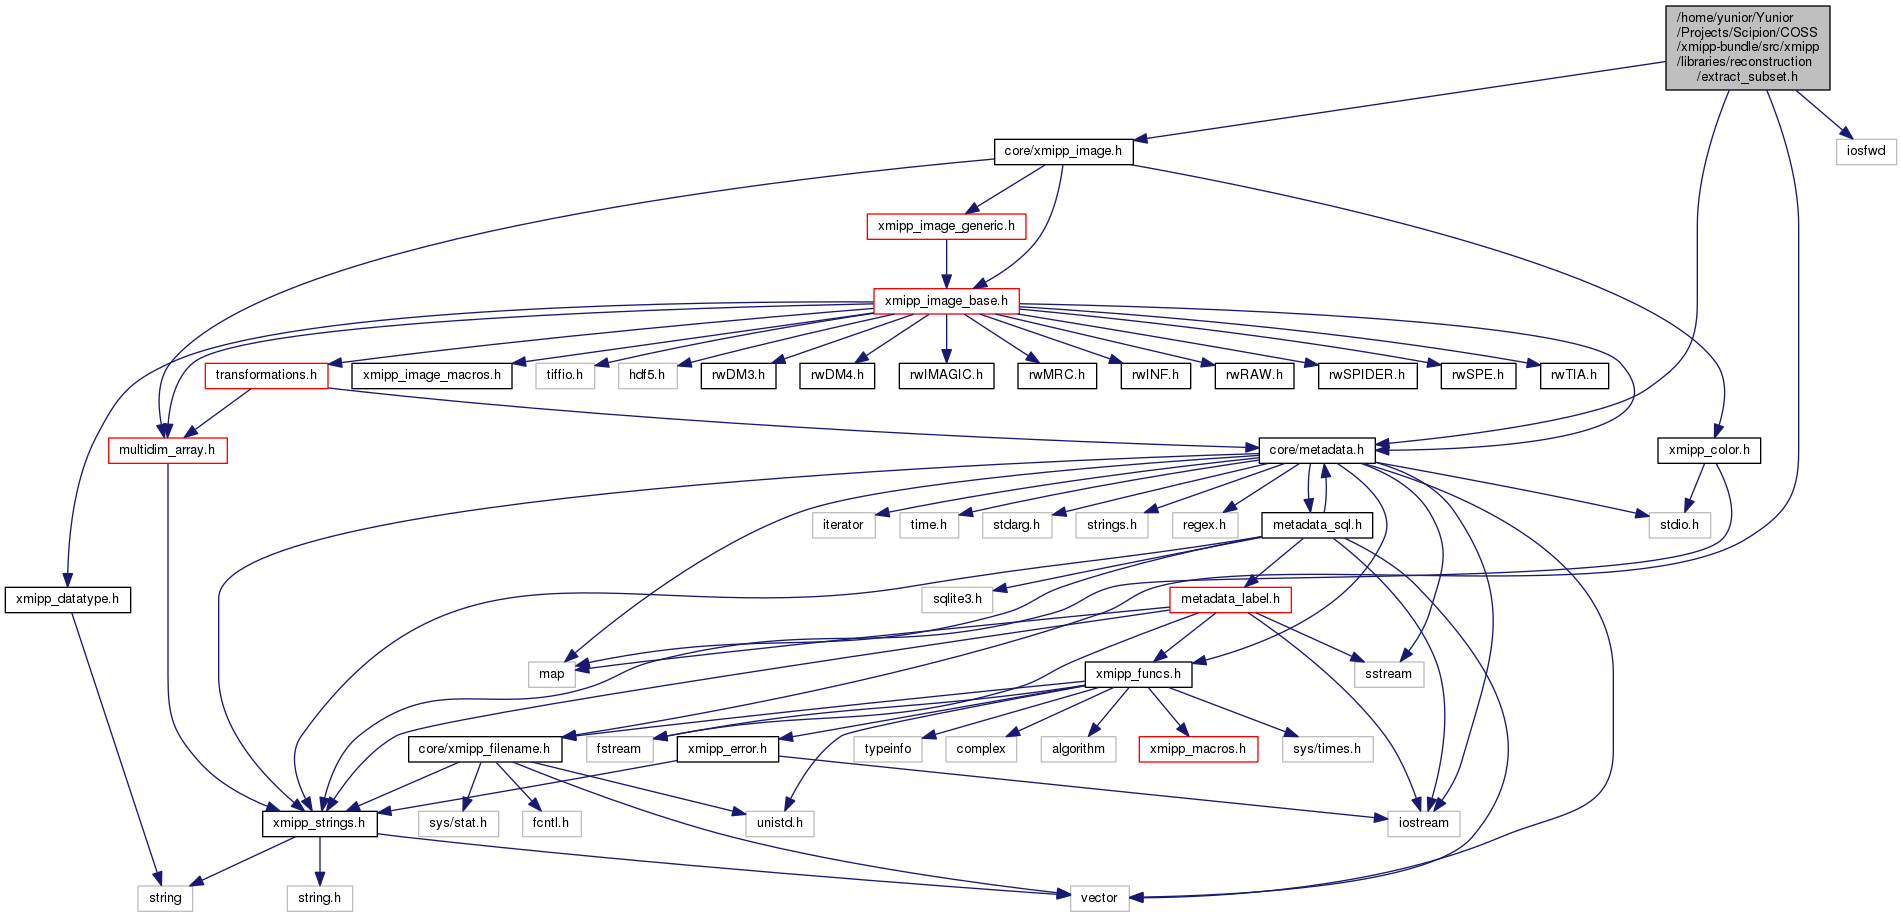 /home/yunior/Yunior
/Projects/Scipion/COSS
/xmipp-bundle/src/xmipp
/libraries/reconstruction
/extract_subset.h
core/xmipp_image.h
iosfwd
xmipp_image_generic.h
xmipp_image_base.h
transformations.h
xmipp_image_macros.h
tiffio.h
hdf5.h
rwDM3.h
rwDM4.h
rwIMAGIC.h
rwMRC.h
rwINF.h
rwRAW.h
rwSPIDER.h
rwSPE.h
rwTIA.h
multidim_array.h
core/metadata.h
xmipp_color.h
iterator
time.h
stdarg.h
strings.h
regex.h
metadata_sql.h
stdio.h
xmipp_datatype.h
sqlite3.h
metadata_label.h
map
xmipp_funcs.h
sstream
core/xmipp_filename.h
fstream
xmipp_error.h
typeinfo
complex
algorithm
xmipp_macros.h
sys/times.h
xmipp_strings.h
sys/stat.h
fcntl.h
unistd.h
iostream
string
string.h
vector